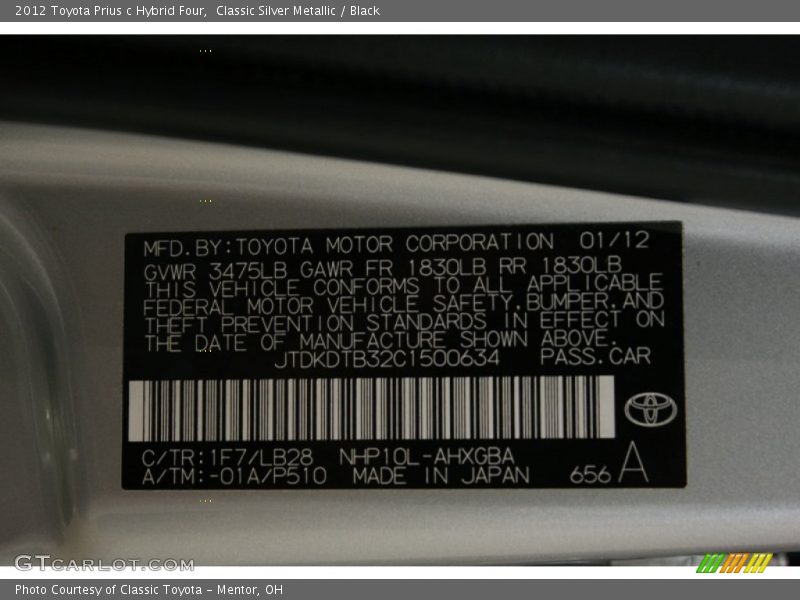 2012 Toyota Prius c Hybrid Four,  Classic Silver Metallic / Black
MFD.BY:TOYOTA MOTOR CORPORATION 01/12
GVWR 3475LB GAWR FR 1830LB RR 1830LB
THIS VEHICLE CONFORMS TO ALL APPLICABLE
FEDERAL MOTOR VEHICLE SAFETY,BUMPER,AND
THEFT PREVENTION STANDARDS IN EFFECT ON
THE DATE OF MANUFACTURE SHOWN ABOVE.
JTDKDTB32C1500634 PASS.CAR
C/TR:1F7/LB28 NHP10L-AHXGBA
A/TM:-01A/P510 MADE IN JAPAN 656 A
GTCARLOT.COM
Photo Courtesy of Classic Toyota - Mentor, OH